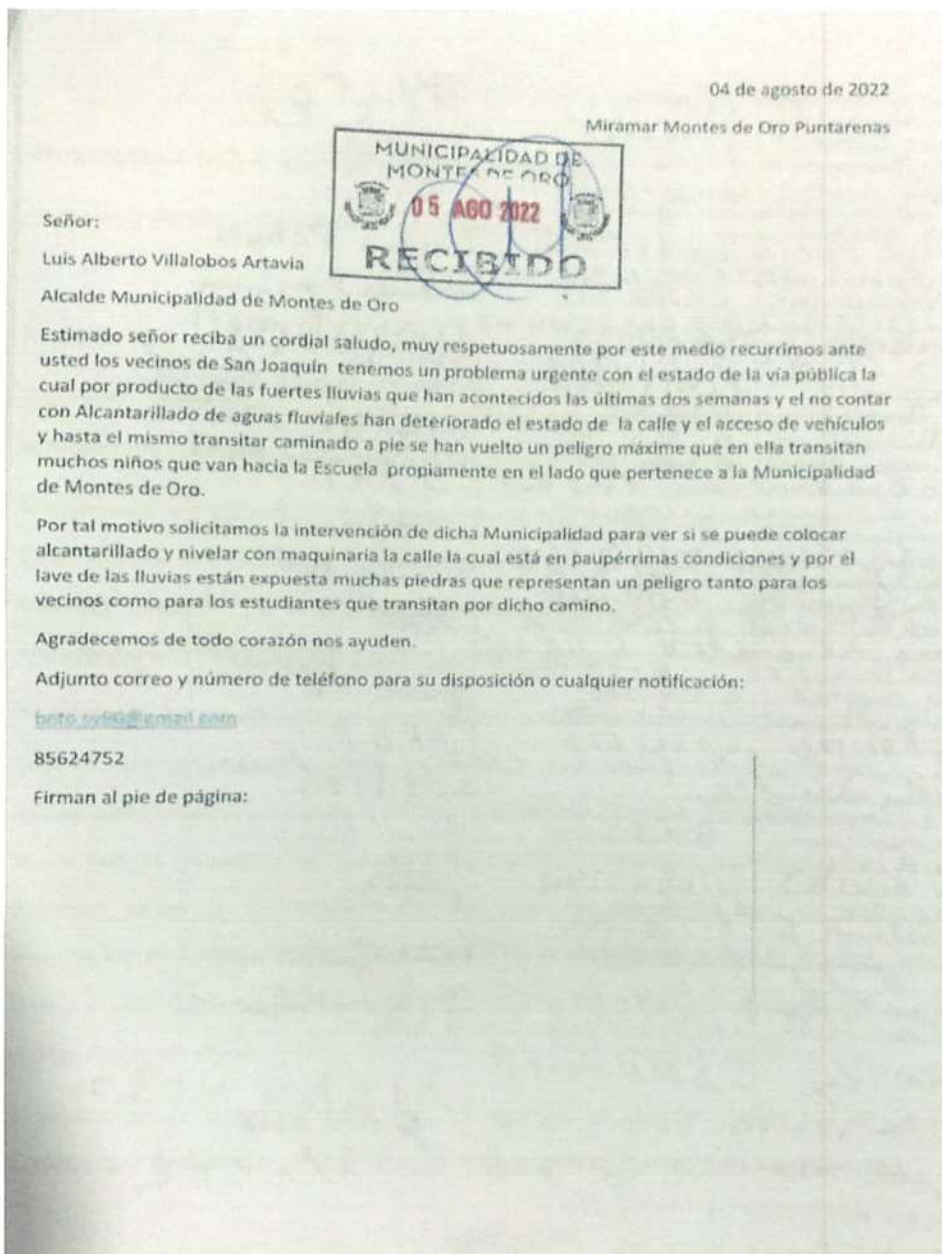 04 de agosto de 2022
Miramar Montes de Oro Puntarenas
MUNICIPALIDAD DE
MONTES DE ORO
05 AGO 2022
RECIBIDO
Señor:
Luis Alberto Villalobos Artavia
Alcalde Municipalidad de Montes de Oro
Estimado señor reciba un cordial saludo, muy respetuosamente por este medio recurrimos ante
usted los vecinos de San Joaquín tenemos un problema urgente con el estado de la vía pública la
cual por producto de las fuertes lluvias que han acontecidos las últimas dos semanas y el no contar
con Alcantarillado de aguas fluviales han deteriorado el estado de la calle y el acceso de vehículos
y hasta el mismo transitar caminado a pie se han vuelto un peligro máxime que en ella transitan
muchos niños que van hacia la Escuela propiamente en el lado que pertenece a la Municipalidad
de Montes de Oro.
Por tal motivo solicitamos la intervención de dicha Municipalidad para ver si se puede colocar
alcantarillado y nivelar con maquinaria la calle la cual está en paupérrimas condiciones y por el
lave de las lluvias están expuesta muchas piedras que representan un peligro tanto para los
vecinos como para los estudiantes que transitan por dicho camino.
Agradecemos de todo corazón nos ayuden.
Adjunto correo y número de teléfono para su disposición o cualquier notificación:
85624752
Firman al pie de página: